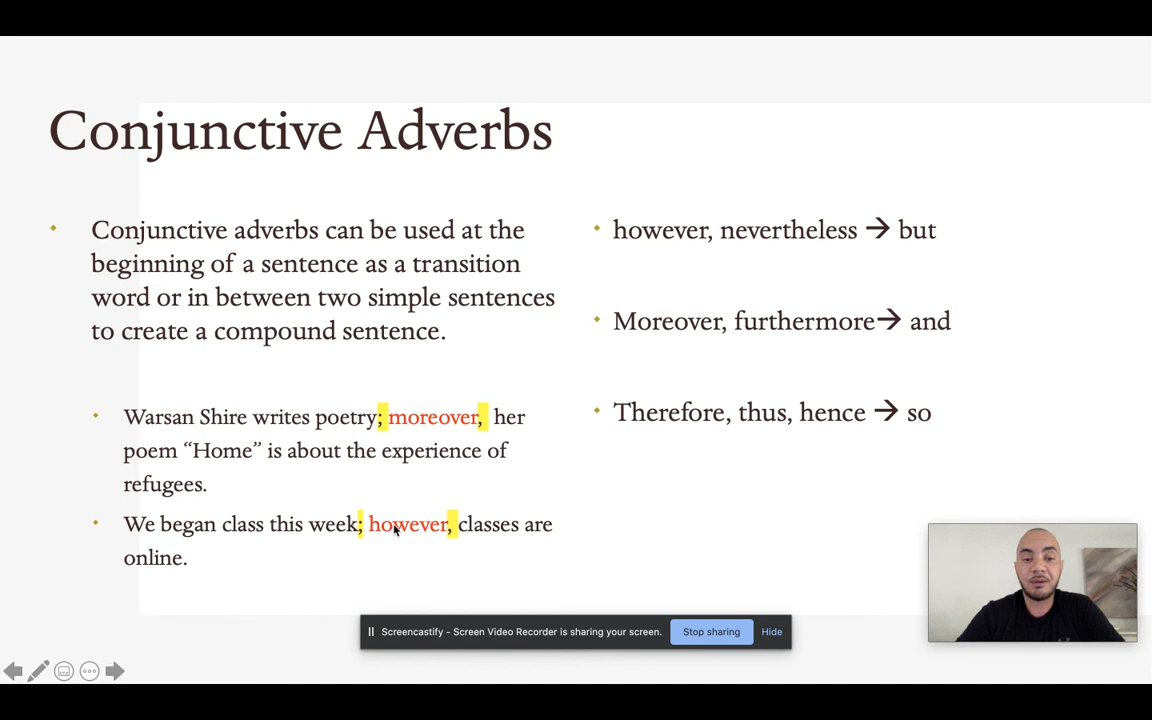 Conjunctive Adverbs
Conjunctive adverbs can be used at the
beginning of a sentence as a transition
word or in between two simple sentences
to create a compound sentence.
Warsan Shire writes poetry; moreover, her
poem “Home” is about the experience of
refugees.
We began class this week; however, classes are
online.
however, nevertheless → but
Moreover, furthermore→ and
Therefore, thus, hence → so
Screencastify - Screen Video Recorder is sharing your screen.
Stop sharing
Hide